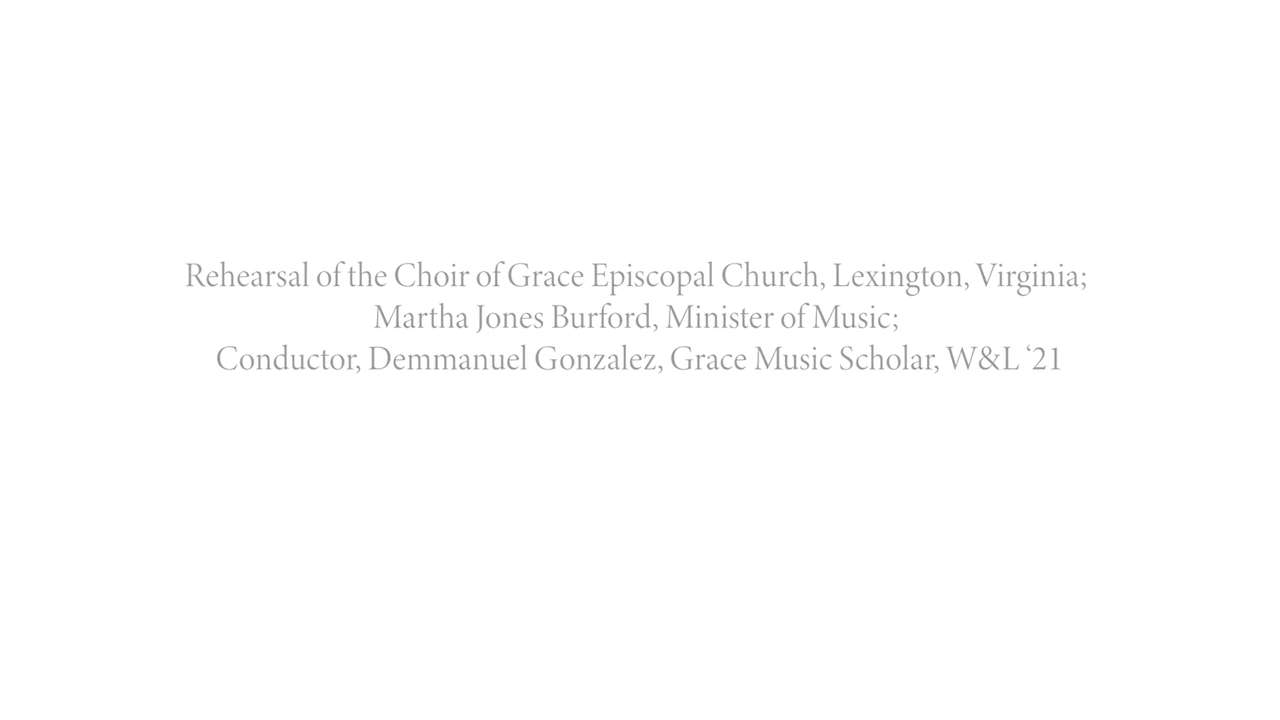 Rehearsal of the Choir of Grace Episcopal Church, Lexington, Virginia;
Martha Jones Burford, Minister of Music;
Conductor, Demmanuel Gonzalez, Grace Music Scholar, W&L ‘21